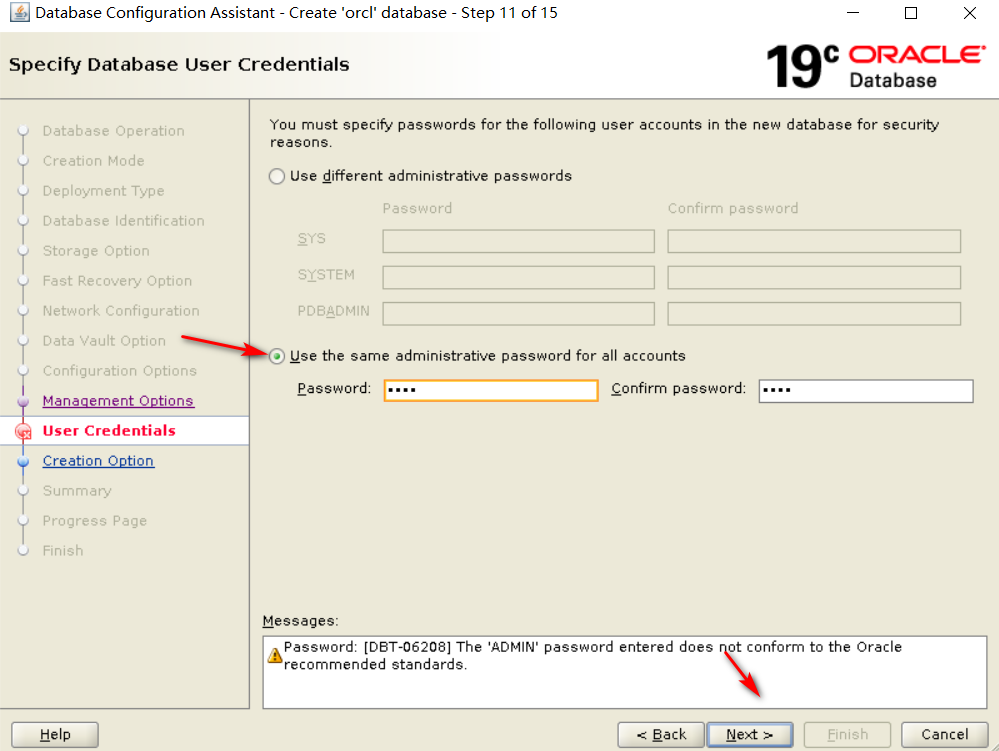 Database Configuration Assistant - Create 'orcl' database - Step 11 of 15
Specify Database User Credentials
19c ORACLE
Database
Database Operation
Creation Mode
Deployment Type
Database Identification
Storage Option
Fast Recovery Option
Network Configuration
Data Vault Option
Configuration Options
Management Options
User Credentials
Creation Option
Summary
Progress Page
Finish
You must specify passwords for the following user accounts in the new database for security
reasons.
Use different administrative passwords
Password Confirm password
SYS
SYSTEM
PDBADMIN
Use the same administrative password for all accounts
Password: •••• Confirm password: ••••
Messages:
Password: [DBT-06208] The 'ADMIN' password entered does not conform to the Oracle
recommended standards.
Help < Back Next > Finish Cancel